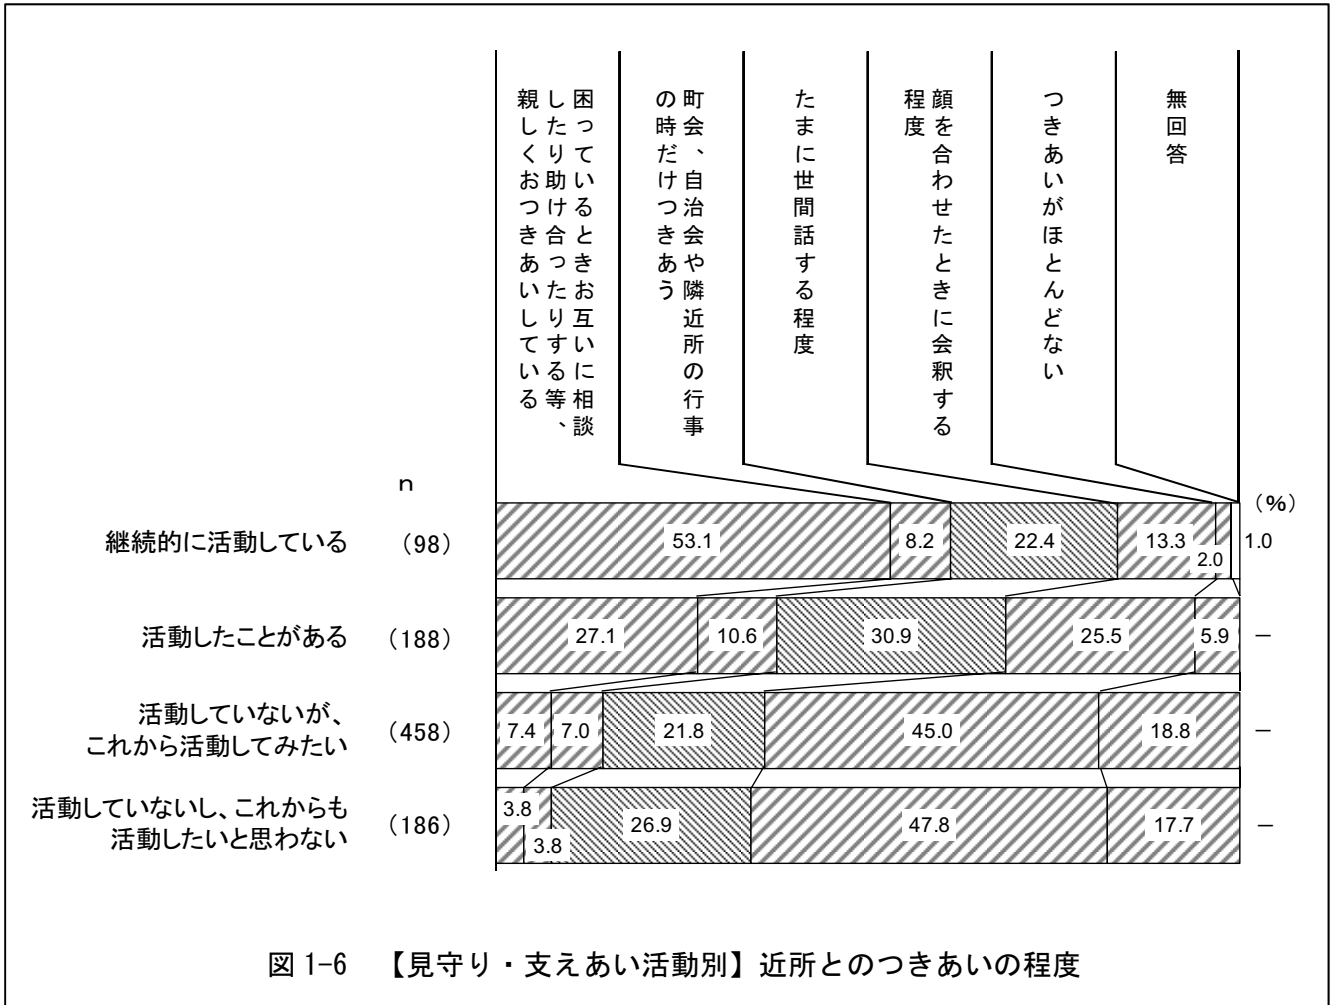 困っているときお互いに相談
したり助け合ったりする等、
親しくおつきあいしている
町会、自治会や隣近所の行事
の時だけつきあう
たまに世間話する程度
顔を合わせたときに会釈する
程度
つきあいがほとんどない
無回答
n
(%)
継続的に活動している (98) 53.1 8.2 22.4 13.3 2.0 1.0
活動したことがある (188) 27.1 10.6 30.9 25.5 5.9 －
活動していないが、
これから活動してみたい (458) 7.4 7.0 21.8 45.0 18.8 －
活動していないし、これからも
活動したいと思わない (186) 3.8 3.8 26.9 47.8 17.7 －
図 1-6 【見守り・支えあい活動別】近所とのつきあいの程度